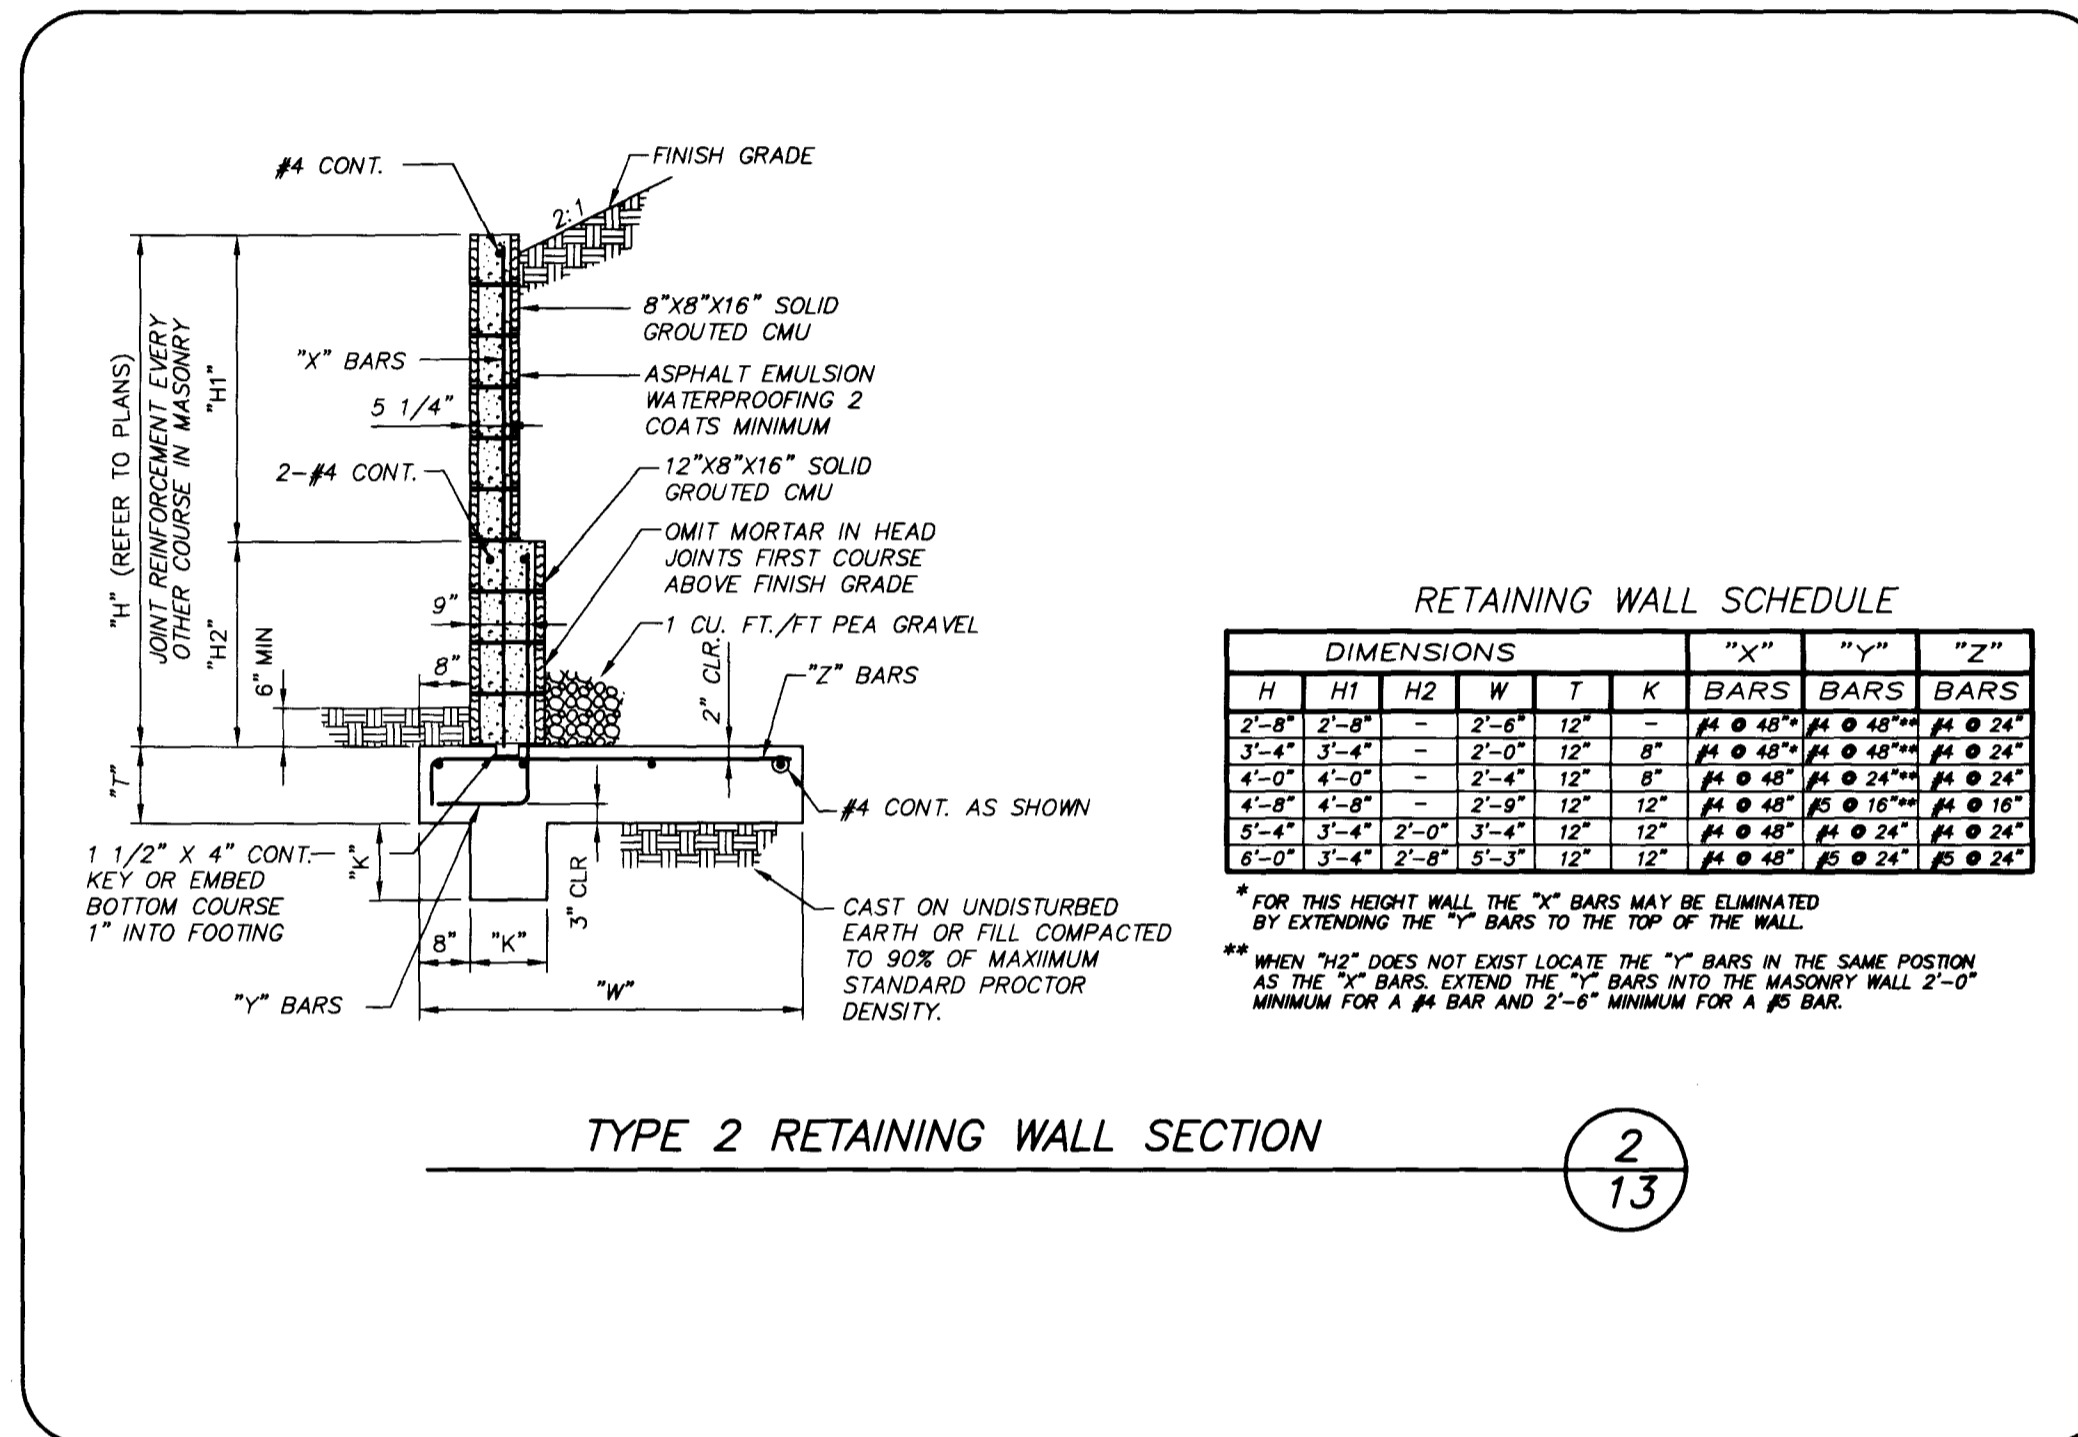 #4 CONT.
FINISH GRADE
2:1
8"X8"X16" SOLID
GROUTED CMU
"X" BARS
ASPHALT EMULSION
WATERPROOFING 2
COATS MINIMUM
5 1/4"
2-#4 CONT.
12"X8"X16" SOLID
GROUTED CMU
OMIT MORTAR IN HEAD
JOINTS FIRST COURSE
ABOVE FINISH GRADE
"H" (REFER TO PLANS)
JOINT REINFORCEMENT EVERY
OTHER COURSE IN MASONRY
"H1"
"H2"
9"
1 CU. FT./FT PEA GRAVEL
6" MIN
8"
2" CLR.
"Z" BARS
"T"
#4 CONT. AS SHOWN
1 1/2" X 4" CONT.
KEY OR EMBED
BOTTOM COURSE
1" INTO FOOTING
"K"
3" CLR
CAST ON UNDISTURBED
EARTH OR FILL COMPACTED
TO 90% OF MAXIIMUM
STANDARD PROCTOR
DENSITY.
8"
"K"
"W"
"Y" BARS
RETAINING WALL SCHEDULE
DIMENSIONS "X" "Y" "Z"
H H1 H2 W T K BARS BARS BARS
2'-8" 2'-8" - 2'-6" 12" - #4 @ 48"* #4 @ 48"** #4 @ 24"
3'-4" 3'-4" - 2'-0" 12" 8" #4 @ 48"* #4 @ 48"** #4 @ 24"
4'-0" 4'-0" - 2'-4" 12" 8" #4 @ 48" #4 @ 24"** #4 @ 24"
4'-8" 4'-8" - 2'-9" 12" 12" #4 @ 48" #5 @ 16"** #4 @ 16"
5'-4" 3'-4" 2'-0" 3'-4" 12" 12" #4 @ 48" #4 @ 24" #4 @ 24"
6'-0" 3'-4" 2'-8" 5'-3" 12" 12" #4 @ 48" #5 @ 24" #5 @ 24"
* FOR THIS HEIGHT WALL THE "X" BARS MAY BE ELIMINATED
BY EXTENDING THE "Y" BARS TO THE TOP OF THE WALL.
** WHEN "H2" DOES NOT EXIST LOCATE THE "Y" BARS IN THE SAME POSTION
AS THE "X" BARS. EXTEND THE "Y" BARS INTO THE MASONRY WALL 2'-0"
MINIMUM FOR A #4 BAR AND 2'-6" MINIMUM FOR A #5 BAR.
TYPE 2 RETAINING WALL SECTION
2
13